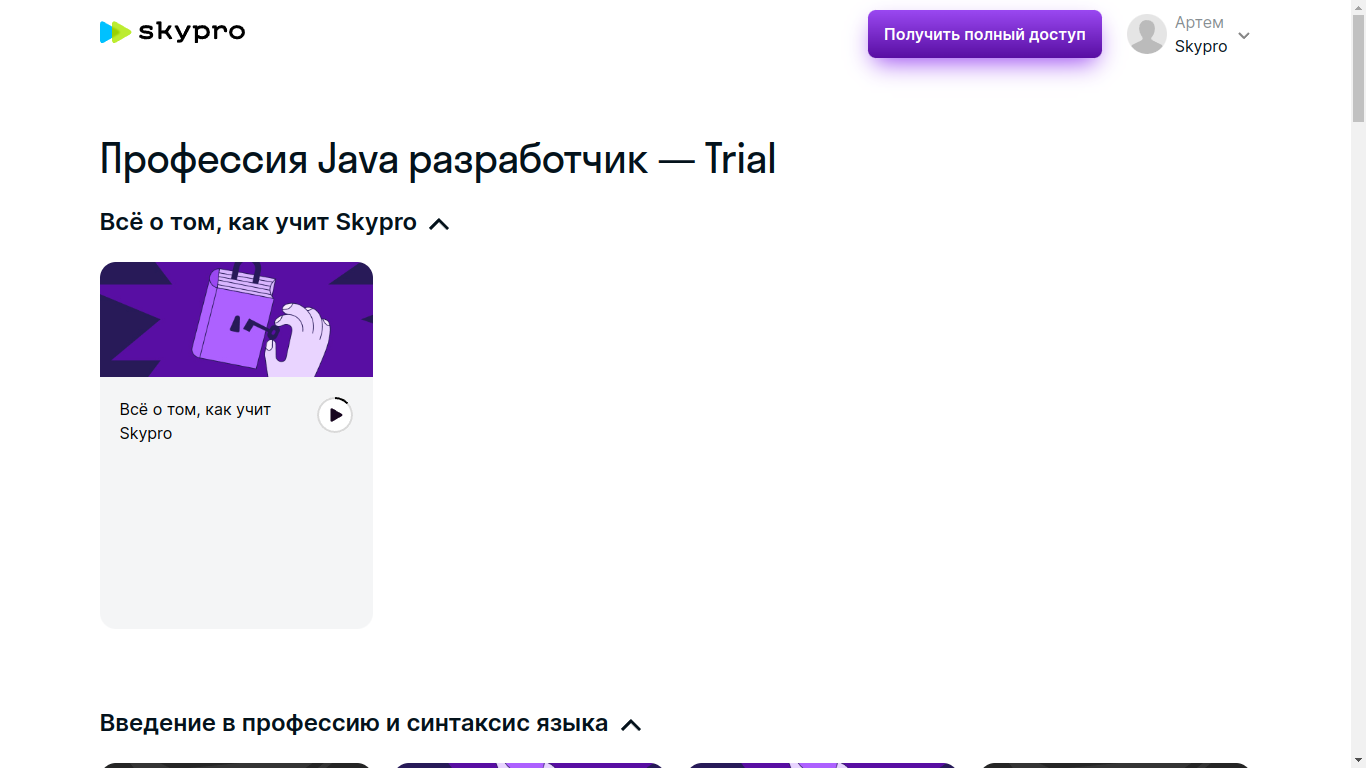 skypro
Получить полный доступ
Артем
Skypro
Профессия Java разработчик — Trial
Всё о том, как учит Skypro
Всё о том, как учит
Skypro
Введение в профессию и синтаксис языка